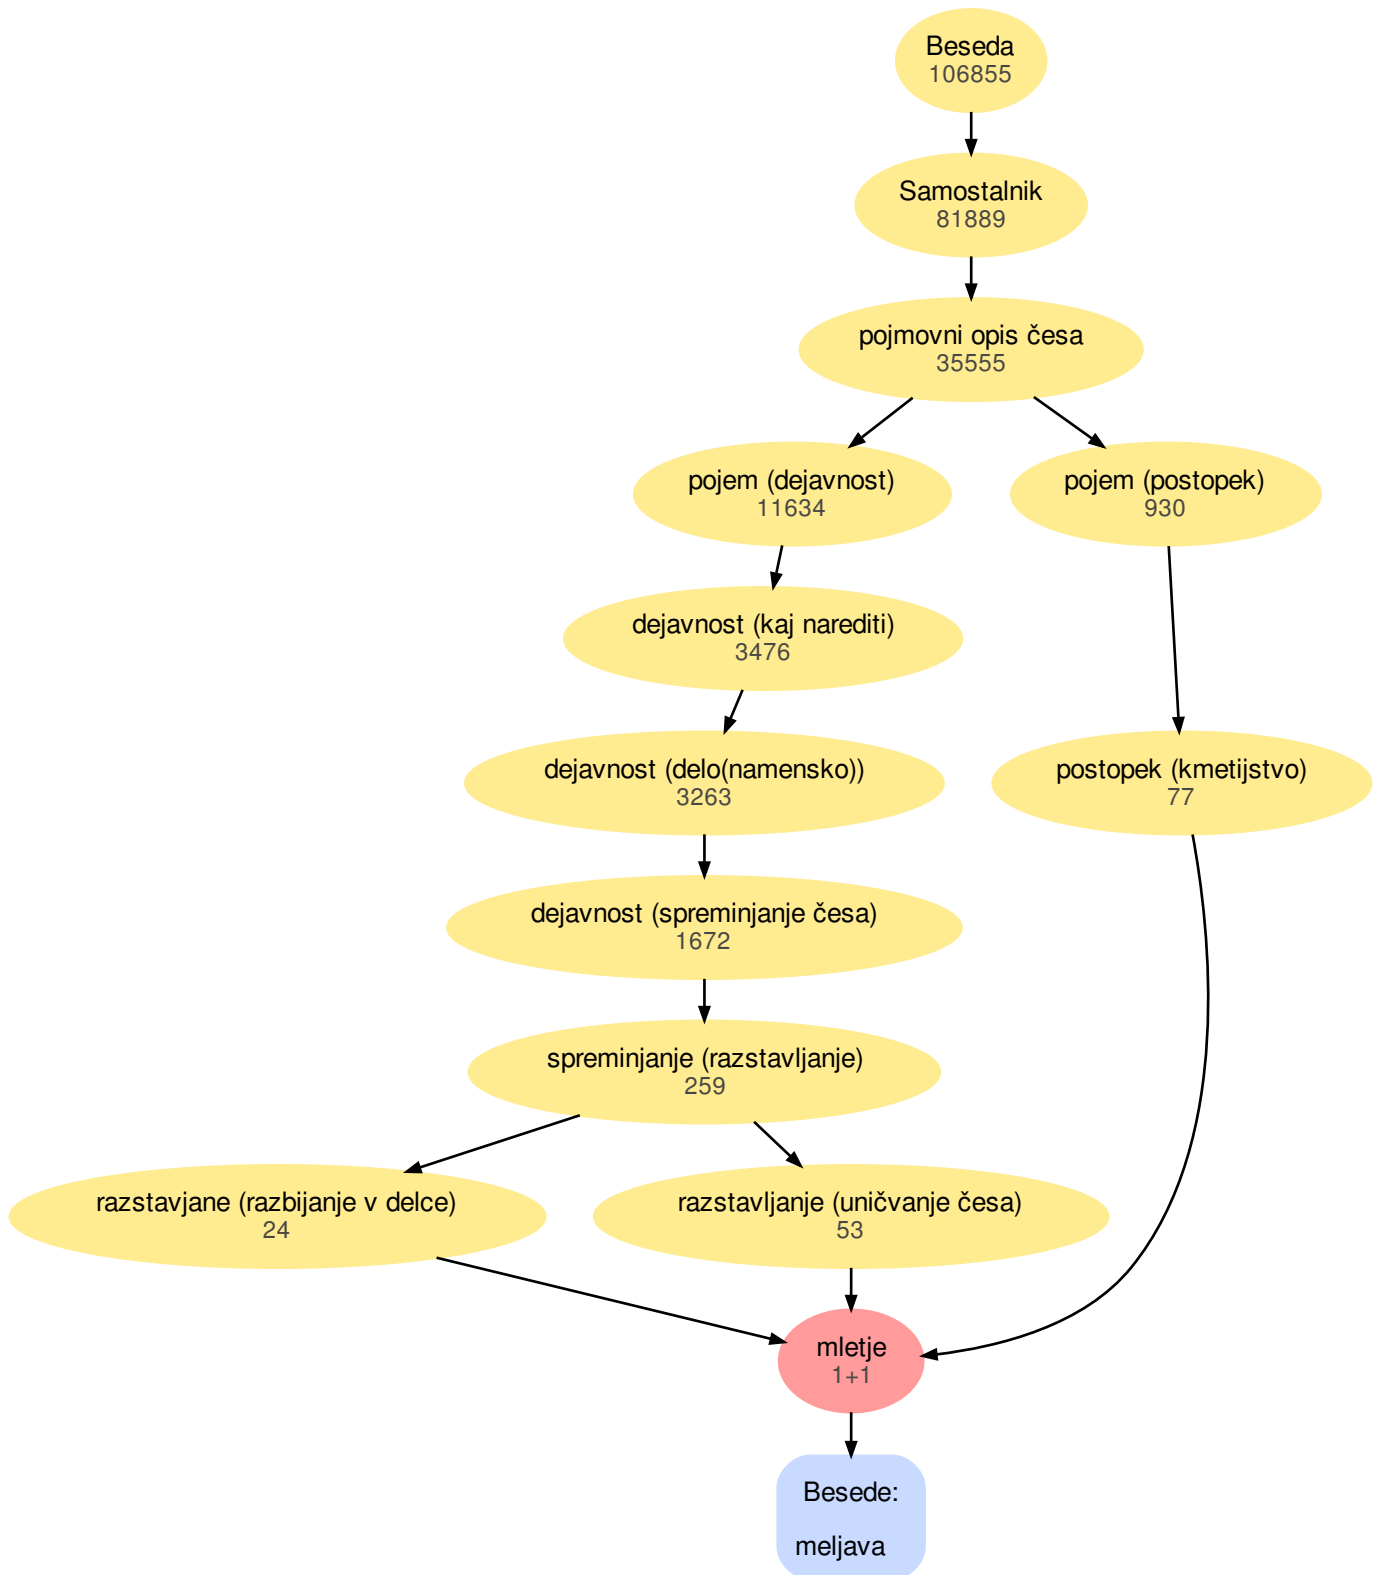 Beseda
106855
Samostalnik
81889
pojmovni opis česa
35555
pojem (dejavnost)
11634
pojem (postopek)
930
dejavnost (kaj narediti)
3476
dejavnost (delo(namensko))
3263
postopek (kmetijstvo)
77
dejavnost (spreminjanje česa)
1672
spreminjanje (razstavljanje)
259
razstavjane (razbijanje v delce)
24
razstavljanje (uničvanje česa)
53
mletje
1+1
Besede:
meljava